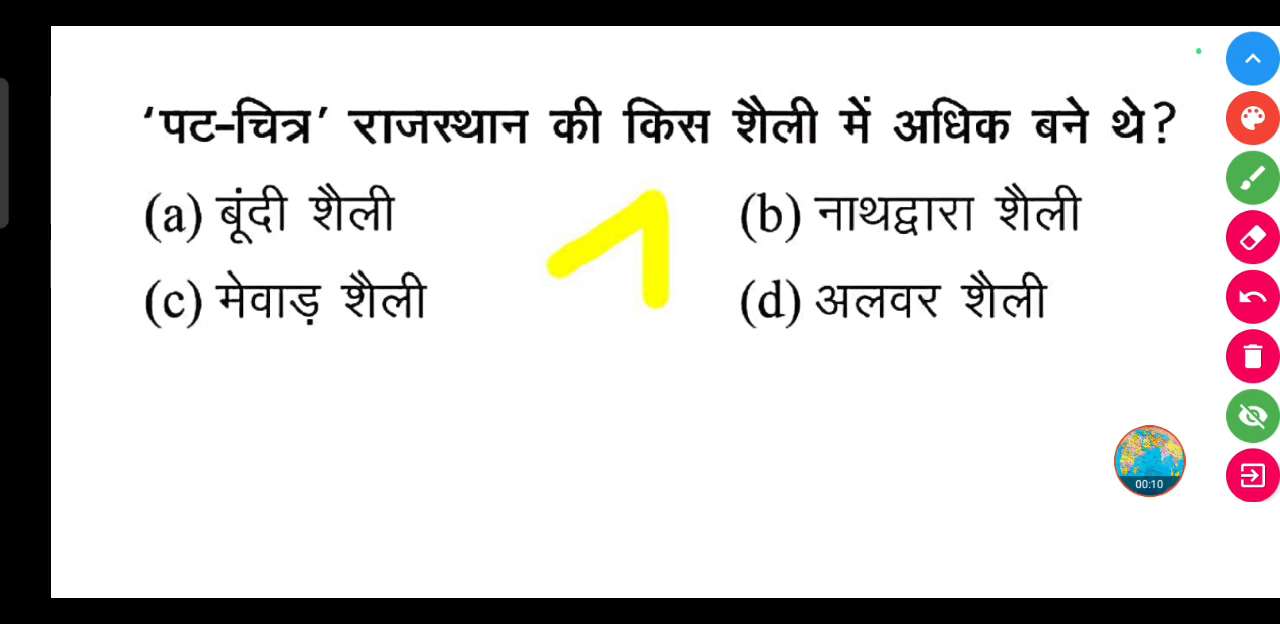 ‘पट-चित्र’ राजस्थान की किस शैली में अधिक बने थे?
(a) बूंदी शैली (b) नाथद्वारा शैली
(c) मेवाड़ शैली (d) अलवर शैली
00:10